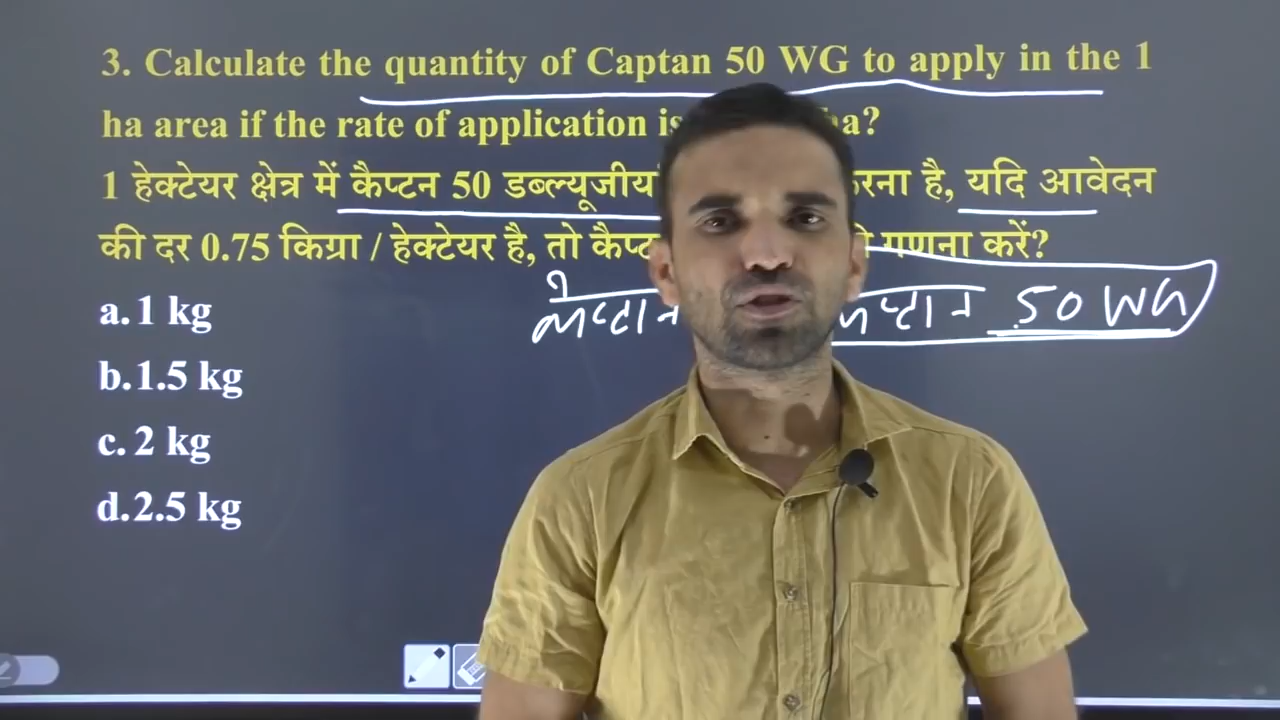 3. Calculate the quantity of Captan 50 WG to apply in the 1
ha area if the rate of application is ha?
1 हेक्टेयर क्षेत्र में कैप्टन 50 डब्ल्यूजीय है, यदि आवेदन
की दर 0.75 किग्रा / हेक्टेयर है, तो गणना करें?
50 WG
a. 1 kg
b. 1.5 kg
c. 2 kg
d. 2.5 kg